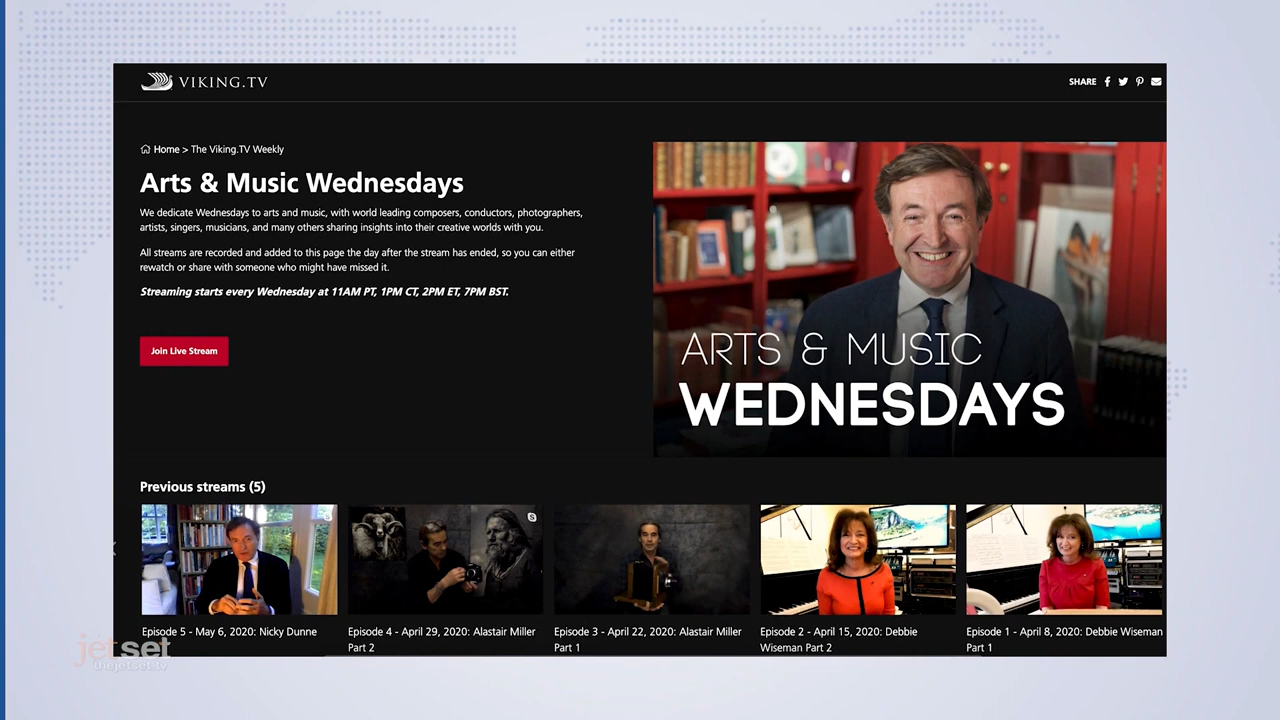 VIKING.TV
SHARE
Home > The Viking.TV Weekly
Arts & Music Wednesdays
We dedicate Wednesdays to arts and music, with world leading composers, conductors, photographers,
artists, singers, musicians, and many others sharing insights into their creative worlds with you.
All streams are recorded and added to this page the day after the stream has ended, so you can either
rewatch or share with someone who might have missed it.
Streaming starts every Wednesday at 11AM PT, 1PM CT, 2PM ET, 7PM BST.
Join Live Stream
ARTS & MUSIC
WEDNESDAYS
Previous streams (5)
Episode 5 - May 6, 2020: Nicky Dunne
Episode 4 - April 29, 2020: Alastair Miller
Part 2
Episode 3 - April 22, 2020: Alastair Miller
Part 1
Episode 2 - April 15, 2020: Debbie
Wiseman Part 2
Episode 1 - April 8, 2020: Debbie Wiseman
Part 1
jetset
thejetset.tv